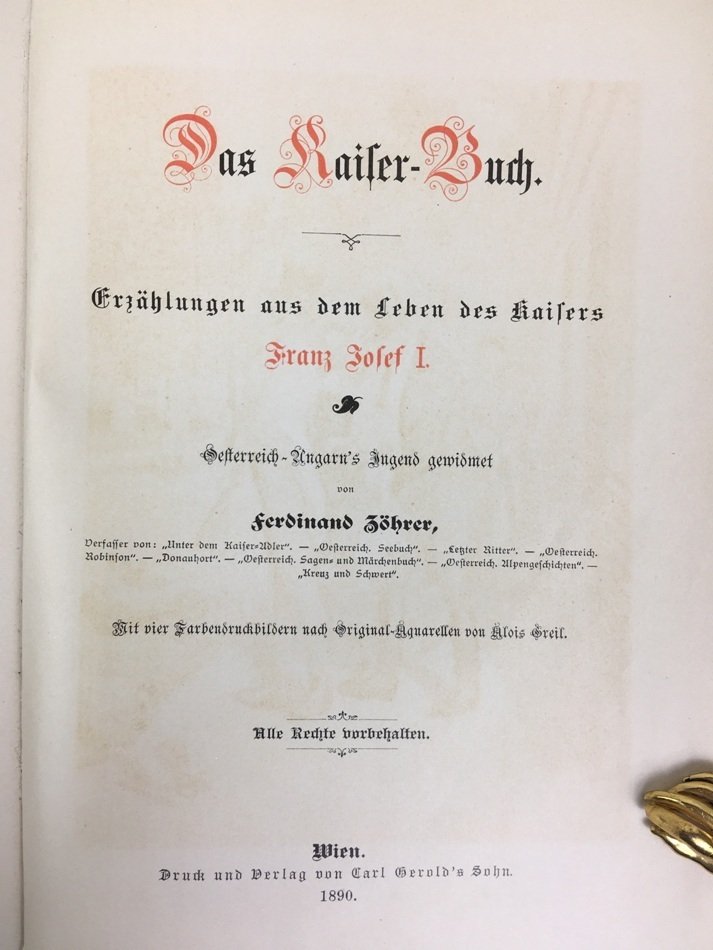 Das Kaiſer-Buch.
Erzählungen aus dem Leben des Kaiſers
Franz Joſef I.
Oeſterreich-Ungarn's Jugend gewidmet
von
Ferdinand Zöhrer,
Verfaſſer von: „Unter dem Kaiſer-Adler“. — „Oeſterreich. Seebuch“. — „Letzter Ritter“. — „Oeſterreich.
Robinſon“. — „Donauhort“. — „Oeſterreich. Sagen- und Märchenbuch“. — „Oeſterreich. Alpengeſchichten“. —
„Kreuz und Schwert“.
Mit vier Farbendruckbildern nach Original-Aquarellen von Alois Greil.
Alle Rechte vorbehalten.
Wien.
Druck und Verlag von Carl Gerold's Sohn.
1890.